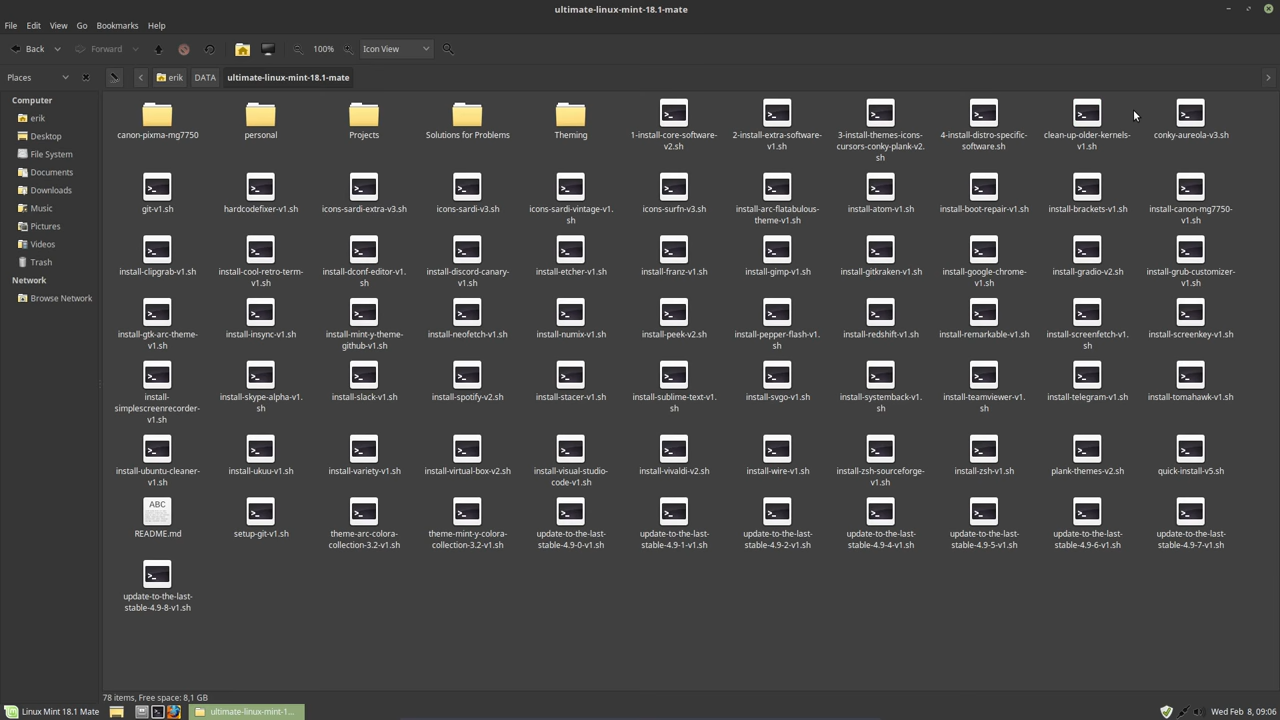 ultimate-linux-mint-18.1-mate
File Edit View Go Bookmarks Help
Back Forward 100% Icon View
Places erik DATA ultimate-linux-mint-18.1-mate
Computer
erik
Desktop
File System
Documents
Downloads
Music
Pictures
Videos
Trash
Network
Browse Network
canon-pixma-mg7750
personal
Projects
Solutions for Problems
Theming
1-install-core-software-
v2.sh
2-install-extra-software-
v1.sh
3-install-themes-icons-
cursors-conky-plank-v2.
sh
4-install-distro-specific-
software.sh
clean-up-older-kernels-
v1.sh
conky-aureola-v3.sh
git-v1.sh
hardcodefixer-v1.sh
icons-sardi-extra-v3.sh
icons-sardi-v3.sh
icons-sardi-vintage-v1.
sh
icons-surfn-v3.sh
install-arc-flatabulous-
theme-v1.sh
install-atom-v1.sh
install-boot-repair-v1.sh
install-brackets-v1.sh
install-canon-mg7750-
v1.sh
install-clipgrab-v1.sh
install-cool-retro-term-
v1.sh
install-dconf-editor-v1.
sh
install-discord-canary-
v1.sh
install-etcher-v1.sh
install-franz-v1.sh
install-gimp-v1.sh
install-gitkraken-v1.sh
install-google-chrome-
v1.sh
install-gradio-v2.sh
install-grub-customizer-
v1.sh
install-gtk-arc-theme-
v1.sh
install-insync-v1.sh
install-mint-y-theme-
github-v1.sh
install-neofetch-v1.sh
install-numix-v1.sh
install-peek-v2.sh
install-pepper-flash-v1.
sh
install-redshift-v1.sh
install-remarkable-v1.sh
install-screenfetch-v1.
sh
install-screenkey-v1.sh
install-
simplescreenrecorder-
v1.sh
install-skype-alpha-v1.
sh
install-slack-v1.sh
install-spotify-v2.sh
install-stacer-v1.sh
install-sublime-text-v1.
sh
install-svgo-v1.sh
install-systemback-v1.sh
install-teamviewer-v1.
sh
install-telegram-v1.sh
install-tomahawk-v1.sh
install-ubuntu-cleaner-
v1.sh
install-ukuu-v1.sh
install-variety-v1.sh
install-virtual-box-v2.sh
install-visual-studio-
code-v1.sh
install-vivaldi-v2.sh
install-wire-v1.sh
install-zsh-sourceforge-
v1.sh
install-zsh-v1.sh
plank-themes-v2.sh
quick-install-v5.sh
ABC
README.md
setup-git-v1.sh
theme-arc-colora-
collection-3.2-v1.sh
theme-mint-y-colora-
collection-3.2-v1.sh
update-to-the-last-
stable-4.9-0-v1.sh
update-to-the-last-
stable-4.9-1-v1.sh
update-to-the-last-
stable-4.9-2-v1.sh
update-to-the-last-
stable-4.9-4-v1.sh
update-to-the-last-
stable-4.9-5-v1.sh
update-to-the-last-
stable-4.9-6-v1.sh
update-to-the-last-
stable-4.9-7-v1.sh
update-to-the-last-
stable-4.9-8-v1.sh
78 items, Free space: 8,1 GB
Linux Mint 18.1 Mate ultimate-linux-mint-1... Wed Feb 8, 09:06